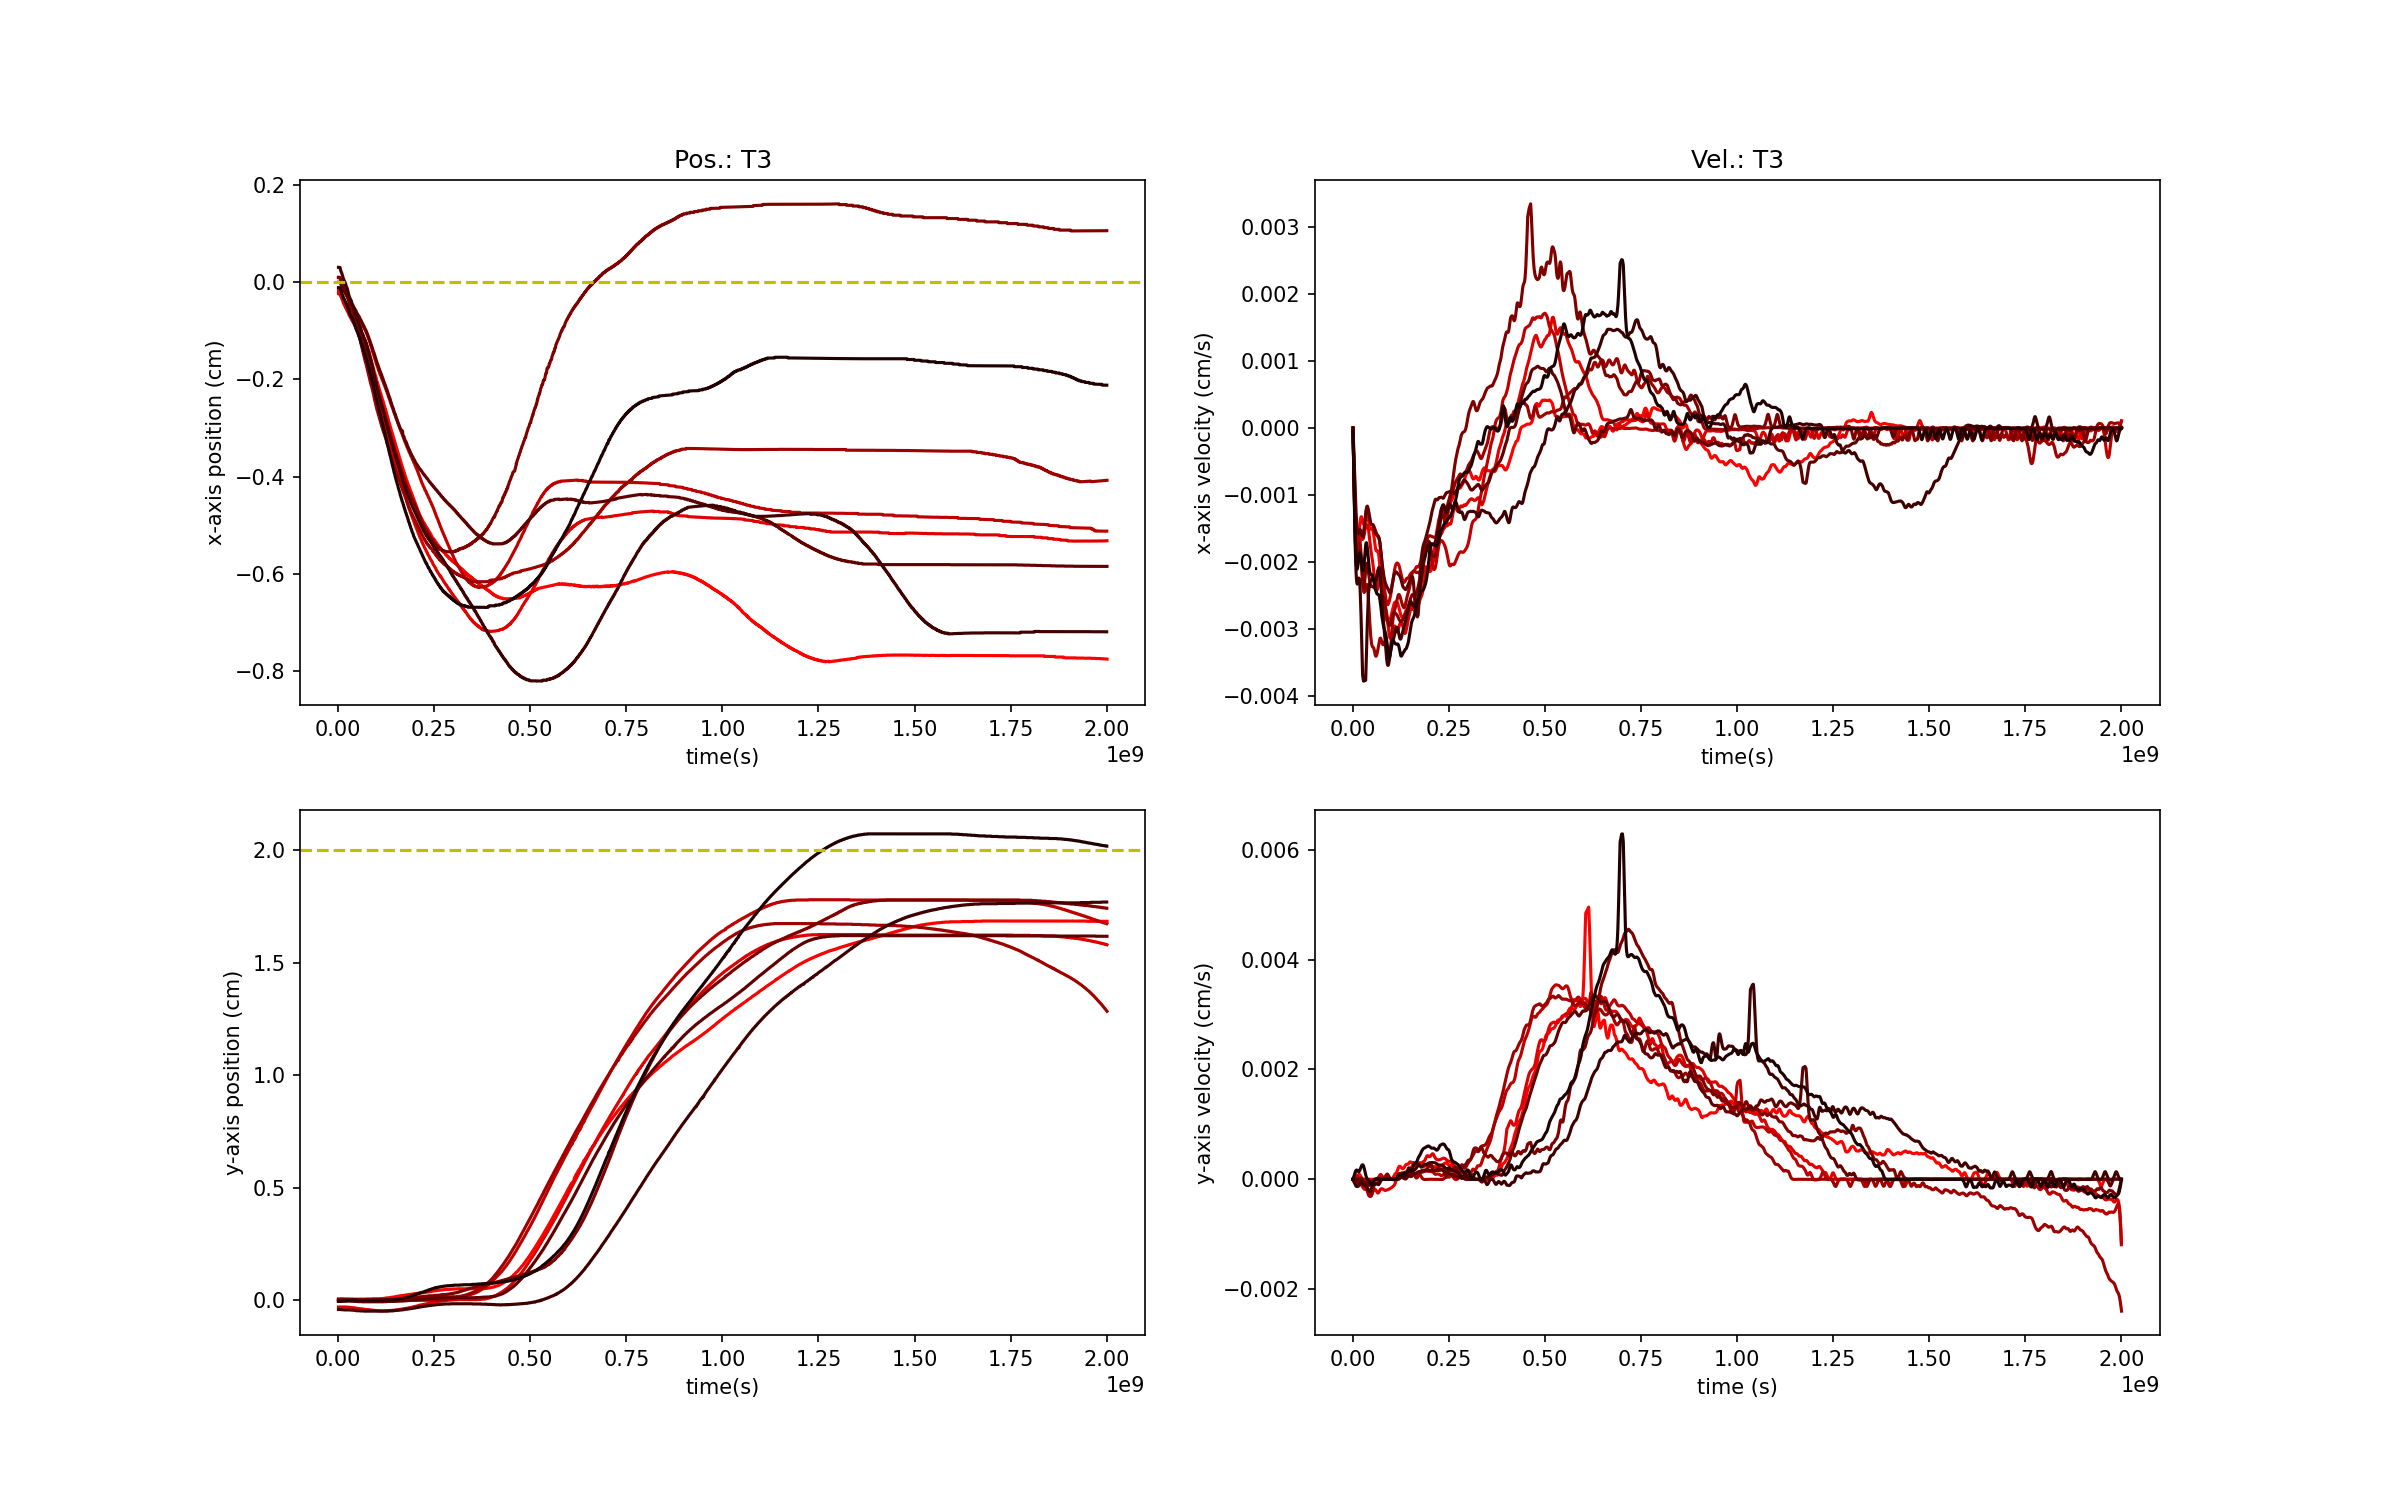 Pos.: T3
Vel.: T3
x-axis position (cm)
0.2
0.0
−0.2
−0.4
−0.6
−0.8
0.00 0.25 0.50 0.75 1.00 1.25 1.50 1.75 2.00
time(s)
1e9
x-axis velocity (cm/s)
0.003
0.002
0.001
0.000
−0.001
−0.002
−0.003
−0.004
0.00 0.25 0.50 0.75 1.00 1.25 1.50 1.75 2.00
time(s)
1e9
y-axis position (cm)
2.0
1.5
1.0
0.5
0.0
0.00 0.25 0.50 0.75 1.00 1.25 1.50 1.75 2.00
time(s)
1e9
y-axis velocity (cm/s)
0.006
0.004
0.002
0.000
−0.002
0.00 0.25 0.50 0.75 1.00 1.25 1.50 1.75 2.00
time (s)
1e9